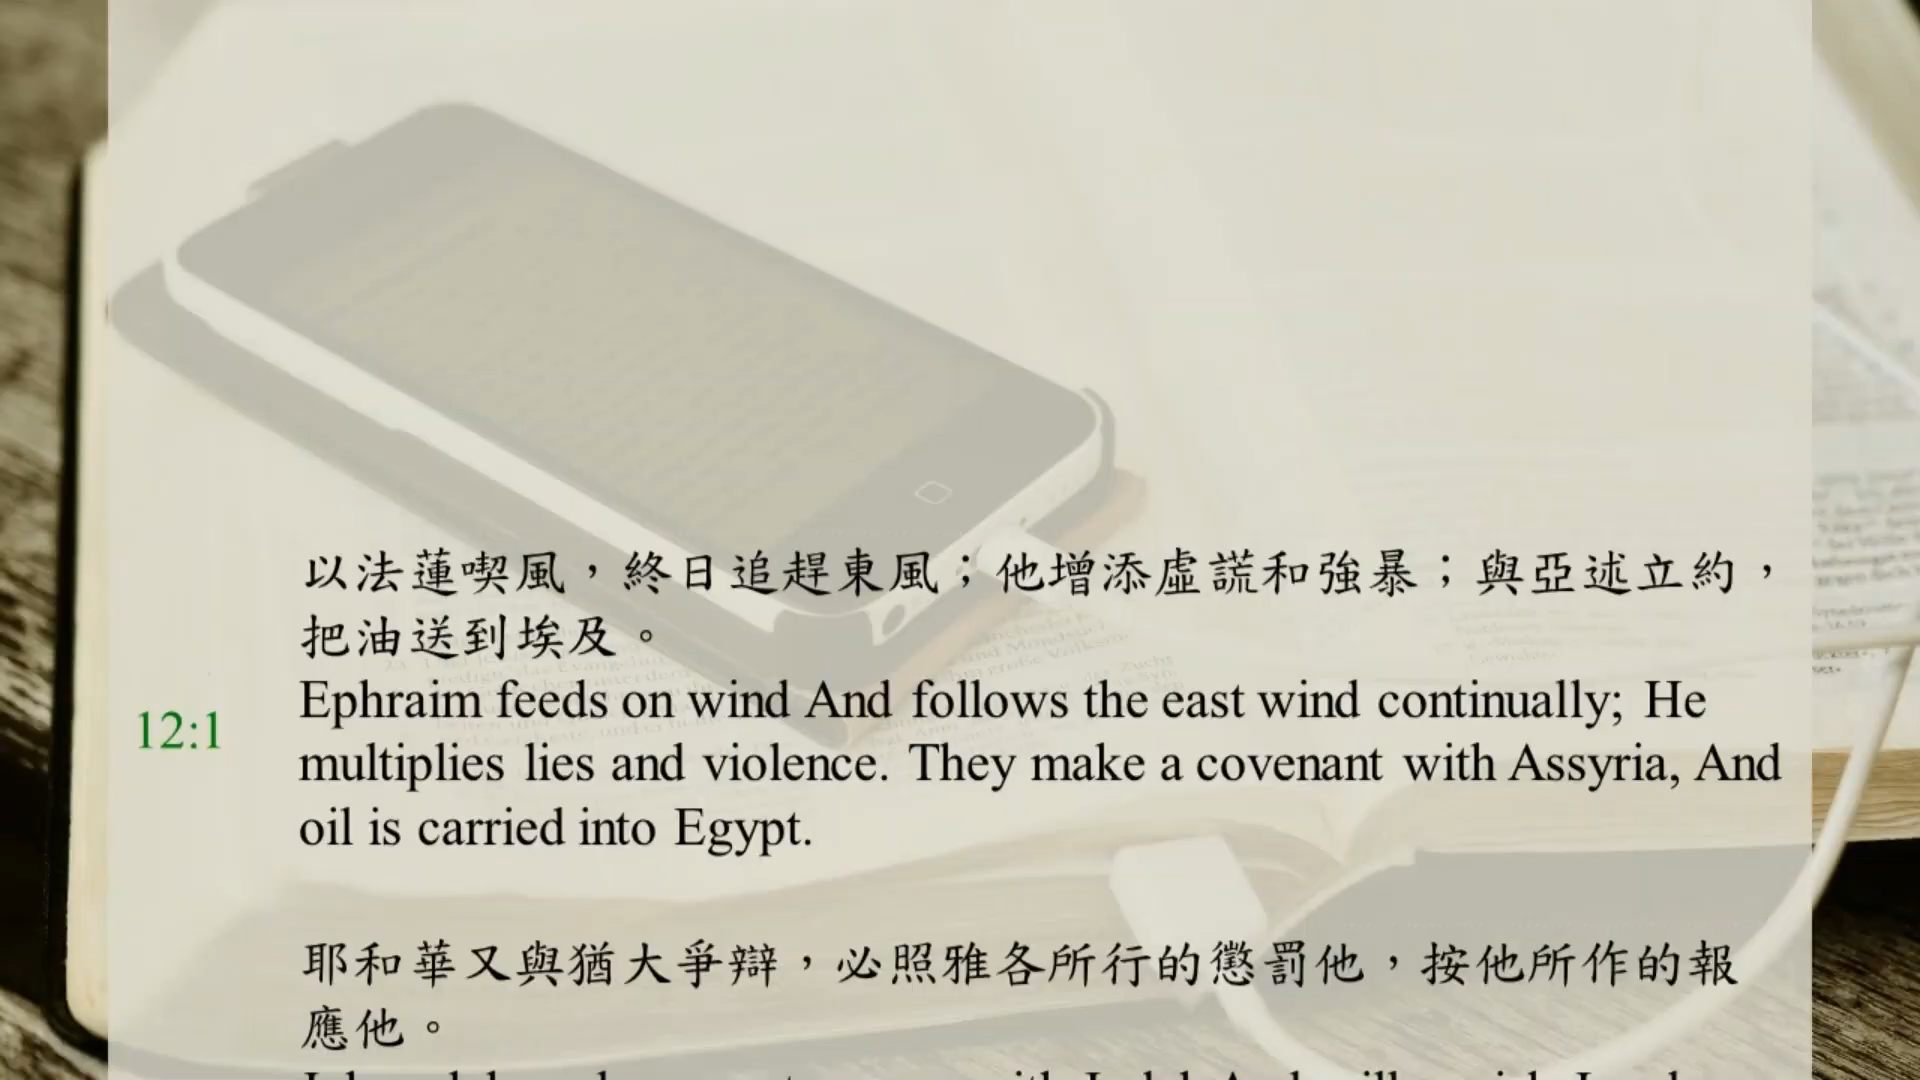 以法蓮喫風，終日追趕東風；他增添虛謊和強暴；與亞述立約，
把油送到埃及。
12:1
Ephraim feeds on wind And follows the east wind continually; He
multiplies lies and violence. They make a covenant with Assyria, And
oil is carried into Egypt.
耶和華又與猶大爭辯，必照雅各所行的懲罰他，按他所作的報
應他。